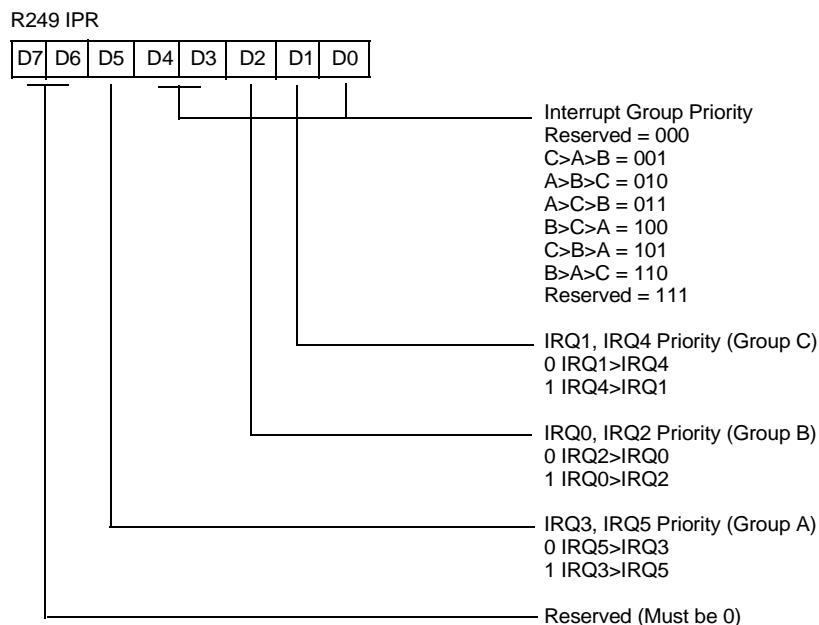 R249 IPR
D7 D6 D5 D4 D3 D2 D1 D0
Interrupt Group Priority
Reserved = 000
C>A>B = 001
A>B>C = 010
A>C>B = 011
B>C>A = 100
C>B>A = 101
B>A>C = 110
Reserved = 111
IRQ1, IRQ4 Priority (Group C)
0 IRQ1>IRQ4
1 IRQ4>IRQ1
IRQ0, IRQ2 Priority (Group B)
0 IRQ2>IRQ0
1 IRQ0>IRQ2
IRQ3, IRQ5 Priority (Group A)
0 IRQ5>IRQ3
1 IRQ3>IRQ5
Reserved (Must be 0)